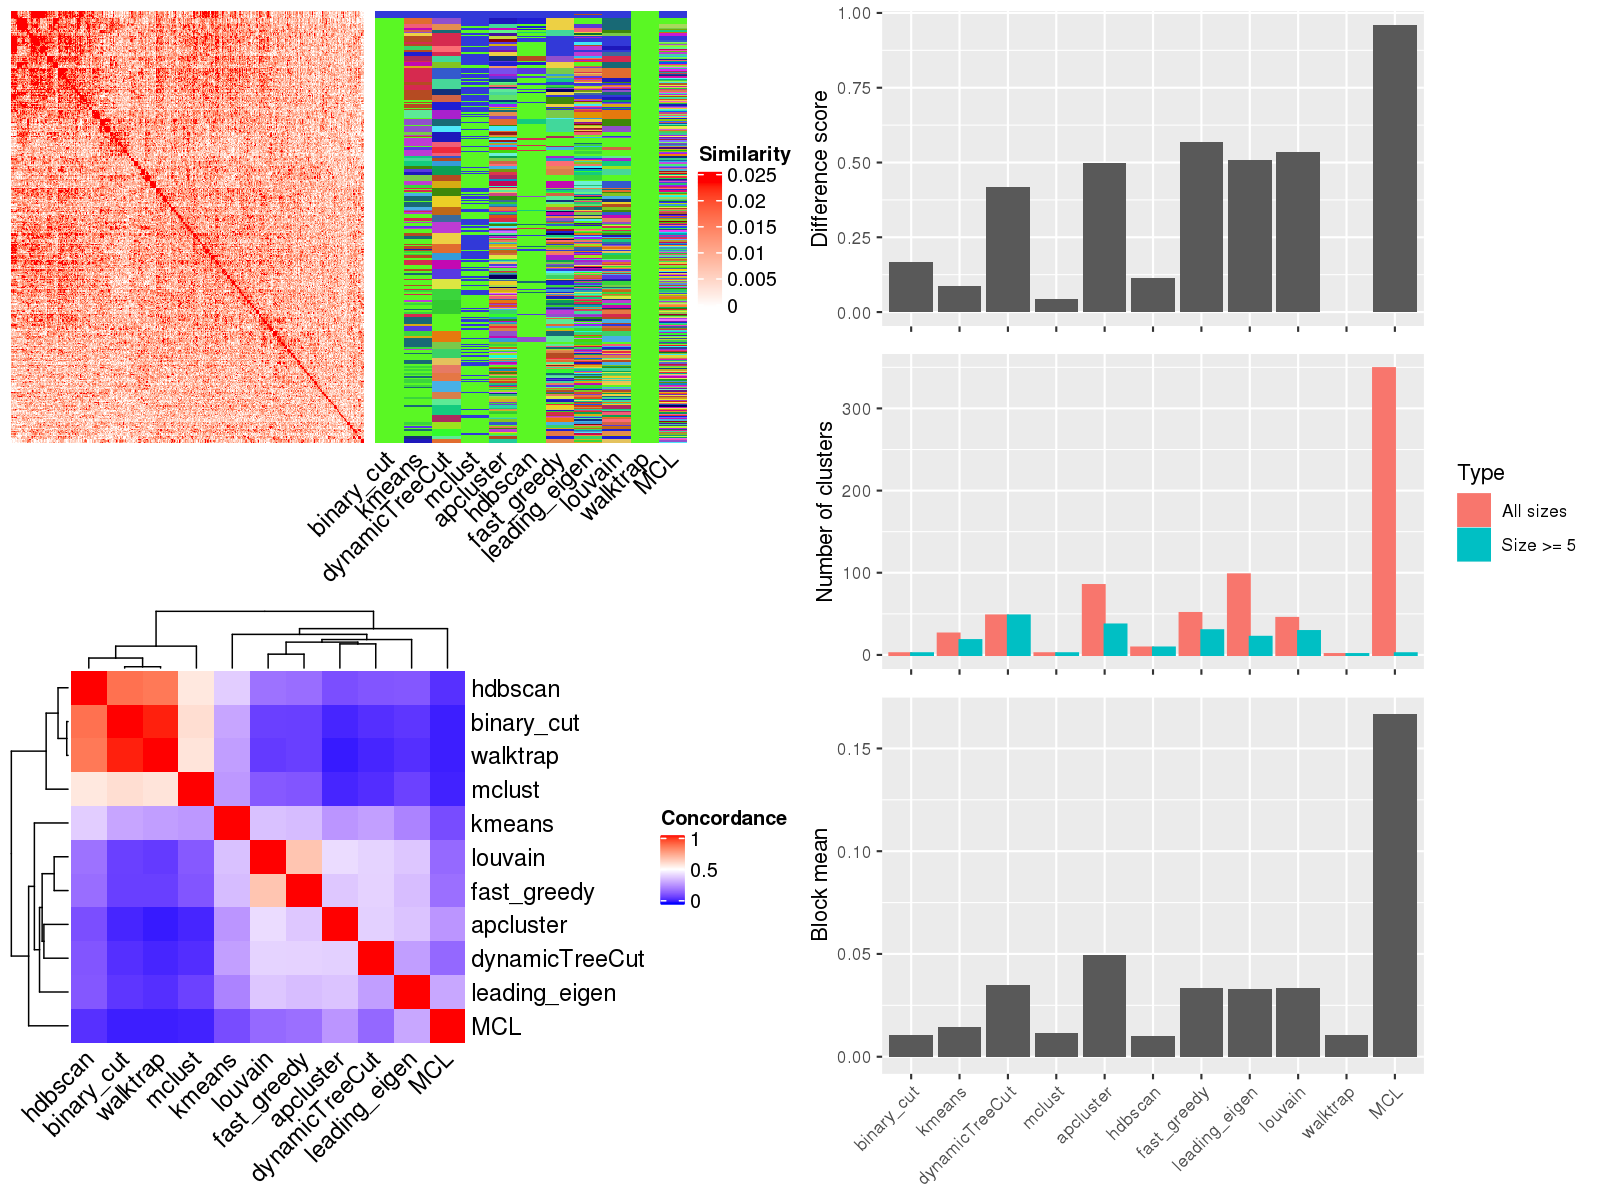 Similarity
0.025
0.02
0.015
0.01
0.005
0
binary_cut
kmeans
dynamicTreeCut
mclust
apcluster
hdbscan
fast_greedy
leading_eigen
louvain
walktrap
MCL
hdbscan
binary_cut
walktrap
mclust
kmeans
louvain
fast_greedy
apcluster
dynamicTreeCut
leading_eigen
MCL
Concordance
1
0.5
0
hdbscan
binary_cut
walktrap
mclust
kmeans
louvain
fast_greedy
apcluster
dynamicTreeCut
leading_eigen
MCL
Difference score
1.00
0.75
0.50
0.25
0.00
Number of clusters
300
200
100
0
Type
All sizes
Size >= 5
Block mean
0.15
0.10
0.05
0.00
binary_cut
kmeans
dynamicTreeCut
mclust
apcluster
hdbscan
fast_greedy
leading_eigen
louvain
walktrap
MCL